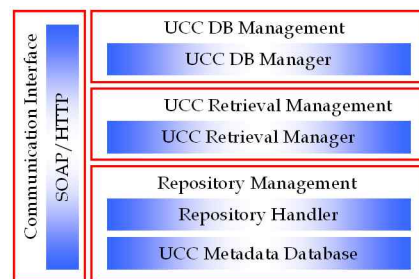 Communication Interface
SOAP/HTTP
UCC DB Management
UCC DB Manager
UCC Retrieval Management
UCC Retrieval Manager
Repository Management
Repository Handler
UCC Metadata Database